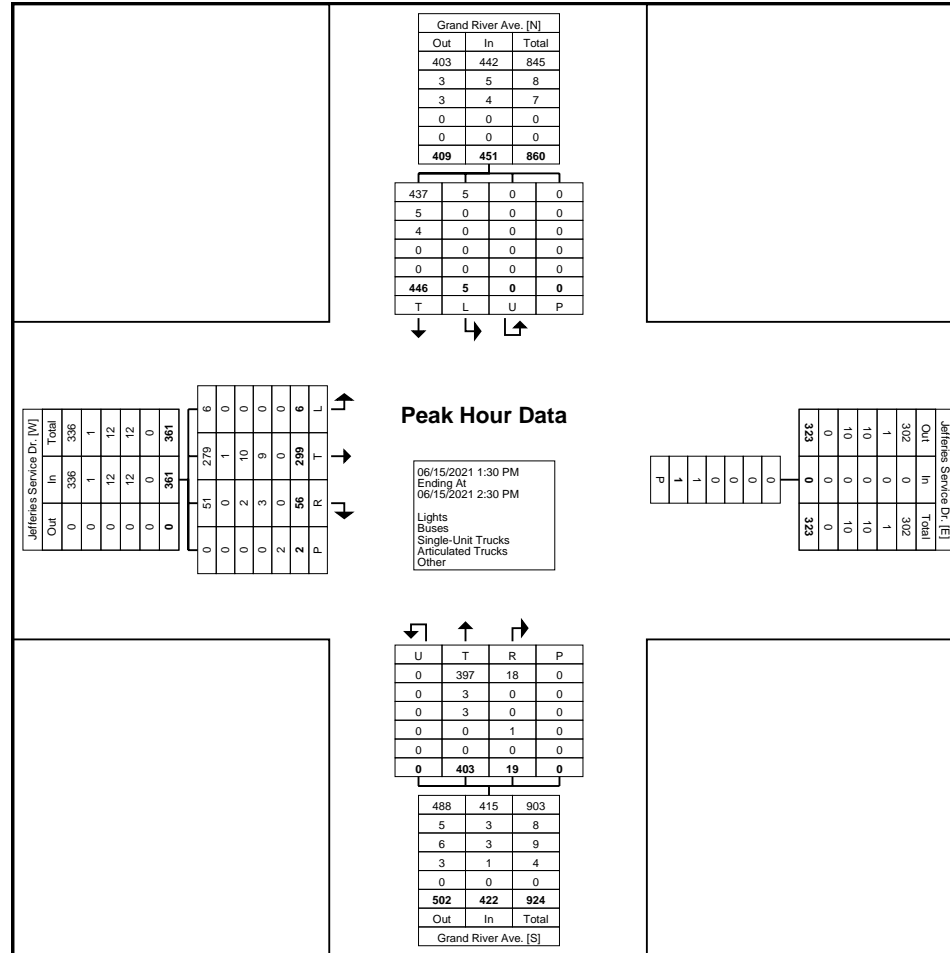 Grand River Ave. [N]
Out In Total
403 442 845
3 5 8
3 4 7
0 0 0
0 0 0
409 451 860
437 5 0 0
5 0 0 0
4 0 0 0
0 0 0 0
0 0 0 0
446 5 0 0
T L U P
Jefferies Service Dr. [W]
Out In Total
0 336 336
0 1 1
0 12 12
0 12 12
0 0 0
0 361 361
0 51 279 6
0 0 1 0
0 2 10 0
0 3 9 0
2 0 0 0
2 56 299 6
P R T L
Peak Hour Data
06/15/2021 1:30 PM
Ending At
06/15/2021 2:30 PM
Lights
Buses
Single-Unit Trucks
Articulated Trucks
Other
Jefferies Service Dr. [E]
Out In Total
302 0 302
1 0 1
10 0 10
10 0 10
0 0 0
323 0 323
0
0
0
0
1
1
P
U T R P
0 397 18 0
0 3 0 0
0 3 0 0
0 0 1 0
0 0 0 0
0 403 19 0
488 415 903
5 3 8
6 3 9
3 1 4
0 0 0
502 422 924
Out In Total
Grand River Ave. [S]